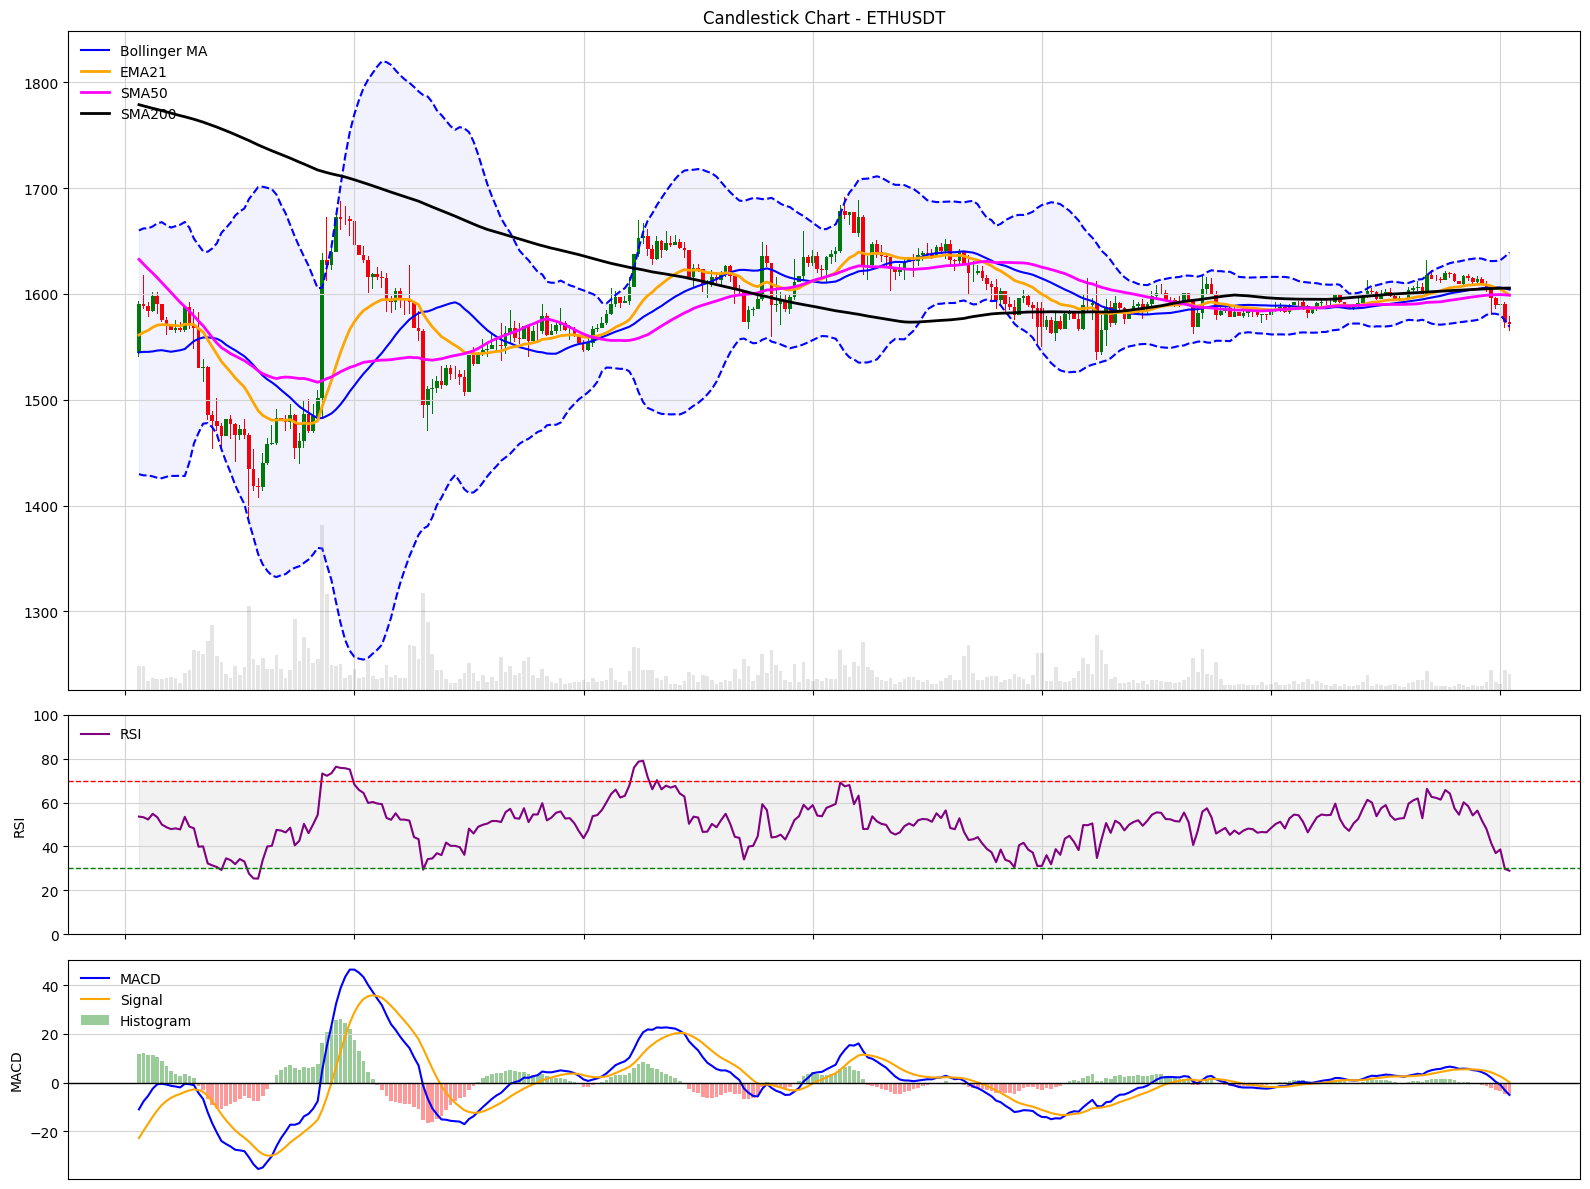 Candlestick Chart - ETHUSDT
Bollinger MA
EMA21
SMA50
SMA200
1800
1700
1600
1500
1400
1300
RSI
100
80
60
40
20
0
RSI
MACD
Signal
Histogram
40
20
0
−20
MACD